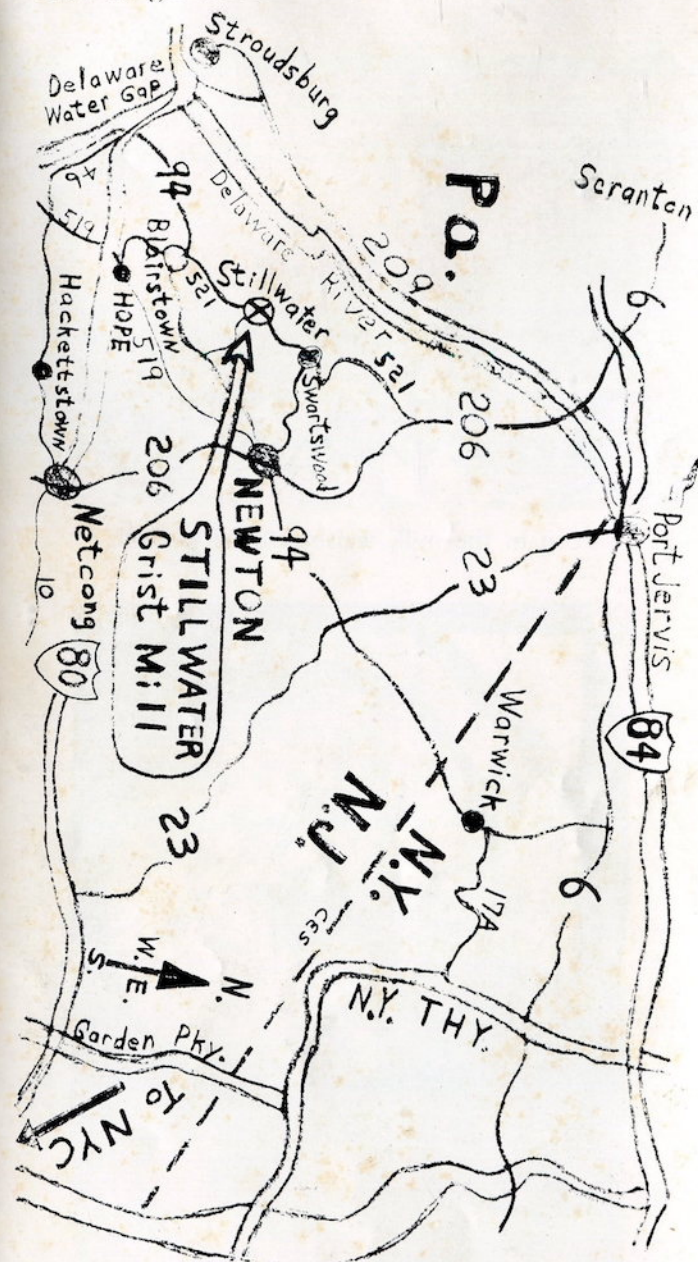 Stroudsburg
Delaware
Water Gap
Scranton
Pa.
6
94
Delaware River
209
46
519
Blairstown
521
Stillwater
HOPE
519
Hackettstown
Swartswood
521
206
206
NEWTON
94
STILLWATER
Grist Mill
Netcong
10
80
23
Port Jervis
84
Warwick
N.Y.
N.J.
23
6
17A
CES
N.
W. E.
S.
N.Y. THY.
Garden Pky.
To
NYC